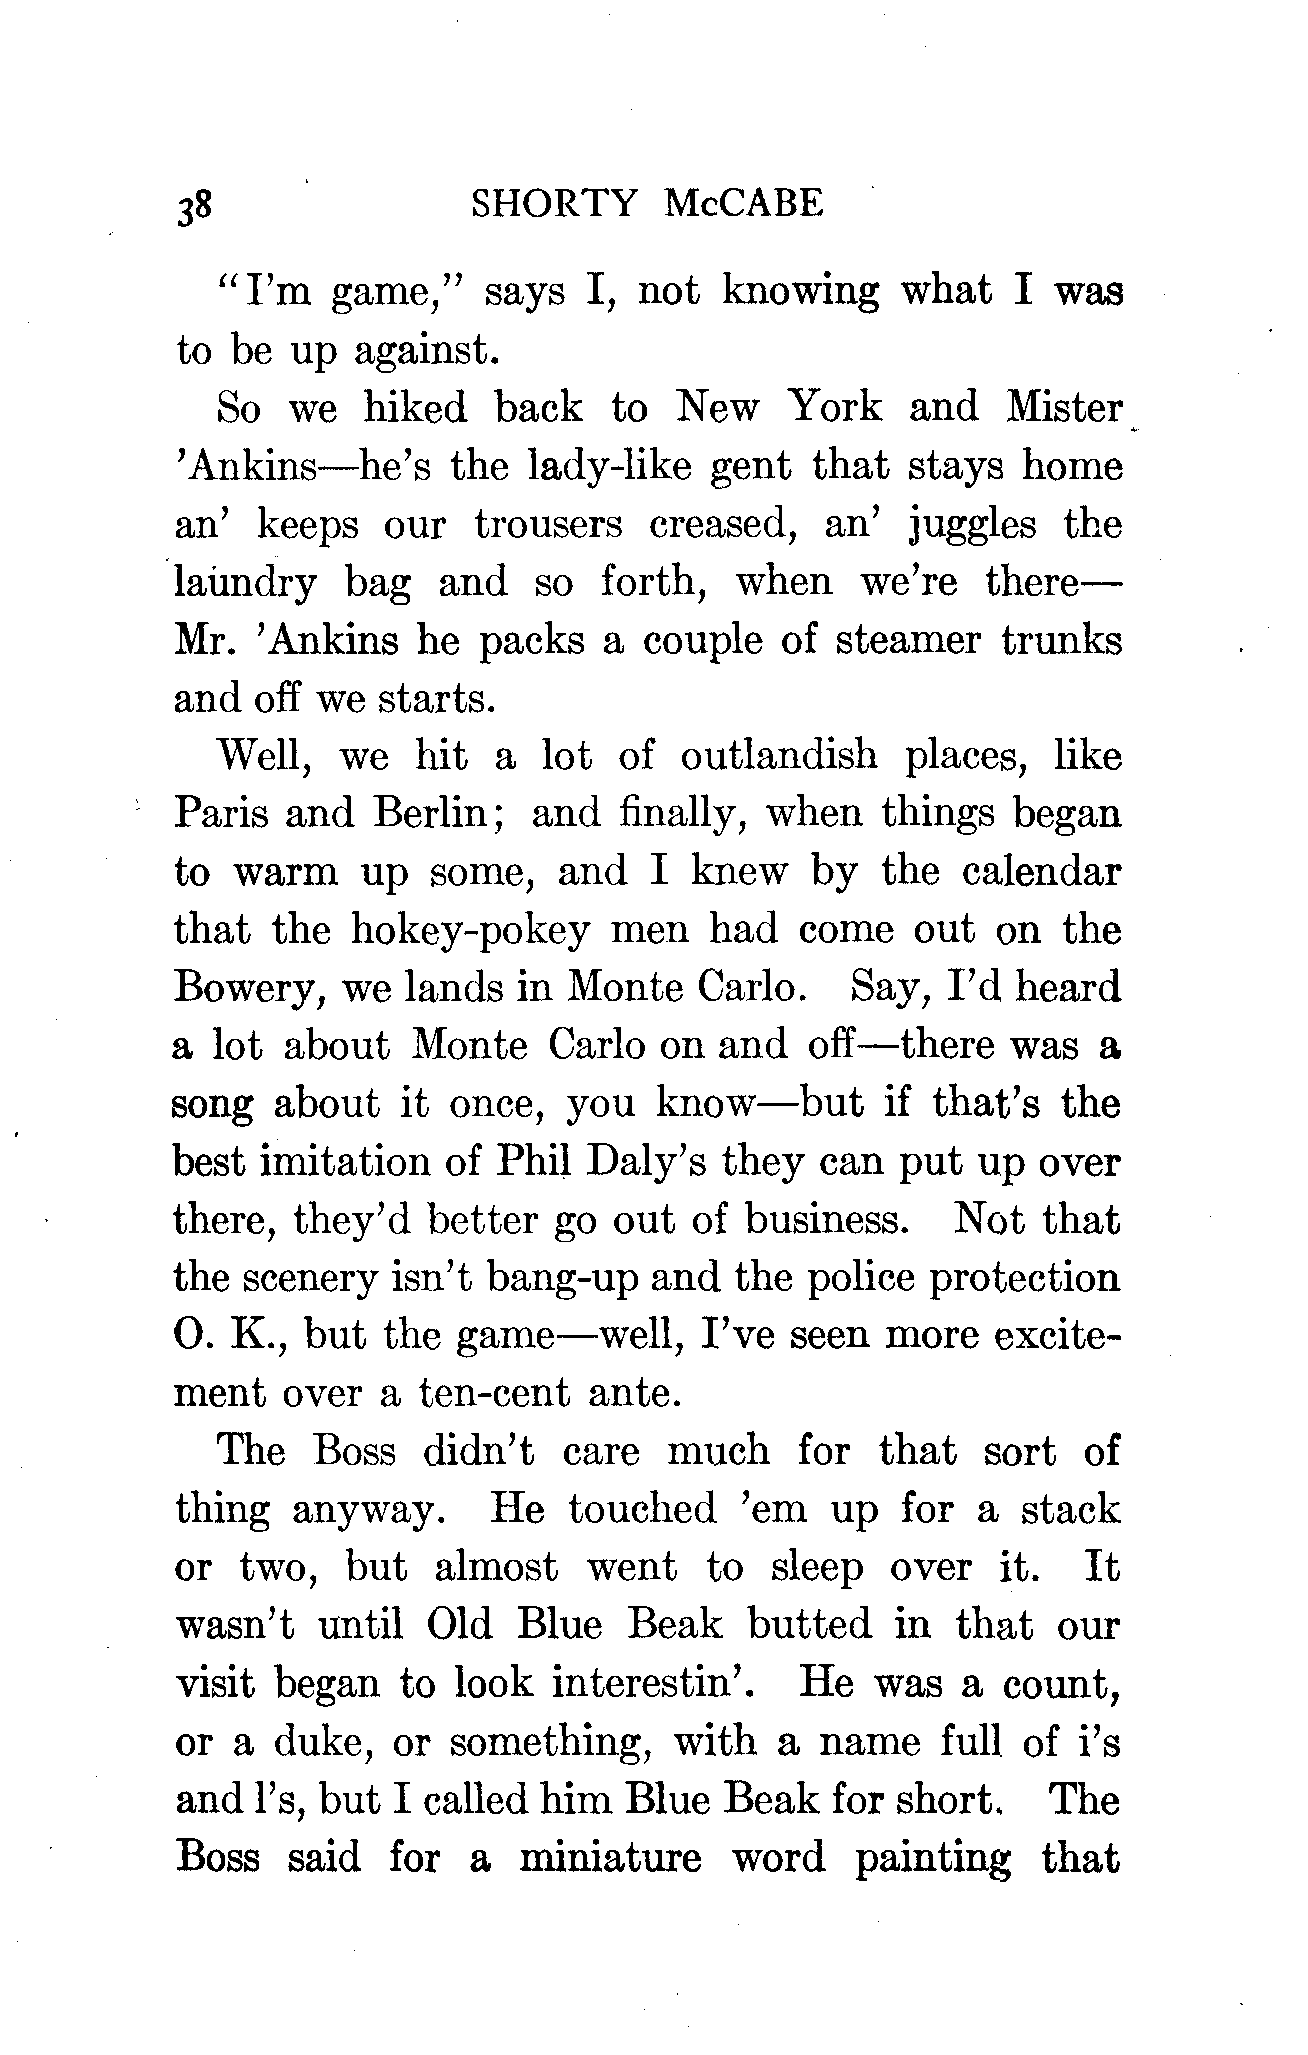 38 SHORTY McCABE
"I'm game," says I, not knowing what I was
to be up against.
So we hiked back to New York and Mister
'Ankins—he's the lady-like gent that stays home
an' keeps our trousers creased, an' juggles the
laundry bag and so forth, when we're there—
Mr. 'Ankins he packs a couple of steamer trunks
and off we starts.
Well, we hit a lot of outlandish places, like
Paris and Berlin; and finally, when things began
to warm up some, and I knew by the calendar
that the hokey-pokey men had come out on the
Bowery, we lands in Monte Carlo. Say, I'd heard
a lot about Monte Carlo on and off—there was a
song about it once, you know—but if that's the
best imitation of Phil Daly's they can put up over
there, they'd better go out of business. Not that
the scenery isn't bang-up and the police protection
O. K., but the game—well, I've seen more excite-
ment over a ten-cent ante.
The Boss didn't care much for that sort of
thing anyway. He touched 'em up for a stack
or two, but almost went to sleep over it. It
wasn't until Old Blue Beak butted in that our
visit began to look interestin'. He was a count,
or a duke, or something, with a name full of i's
and l's, but I called him Blue Beak for short. The
Boss said for a miniature word painting that